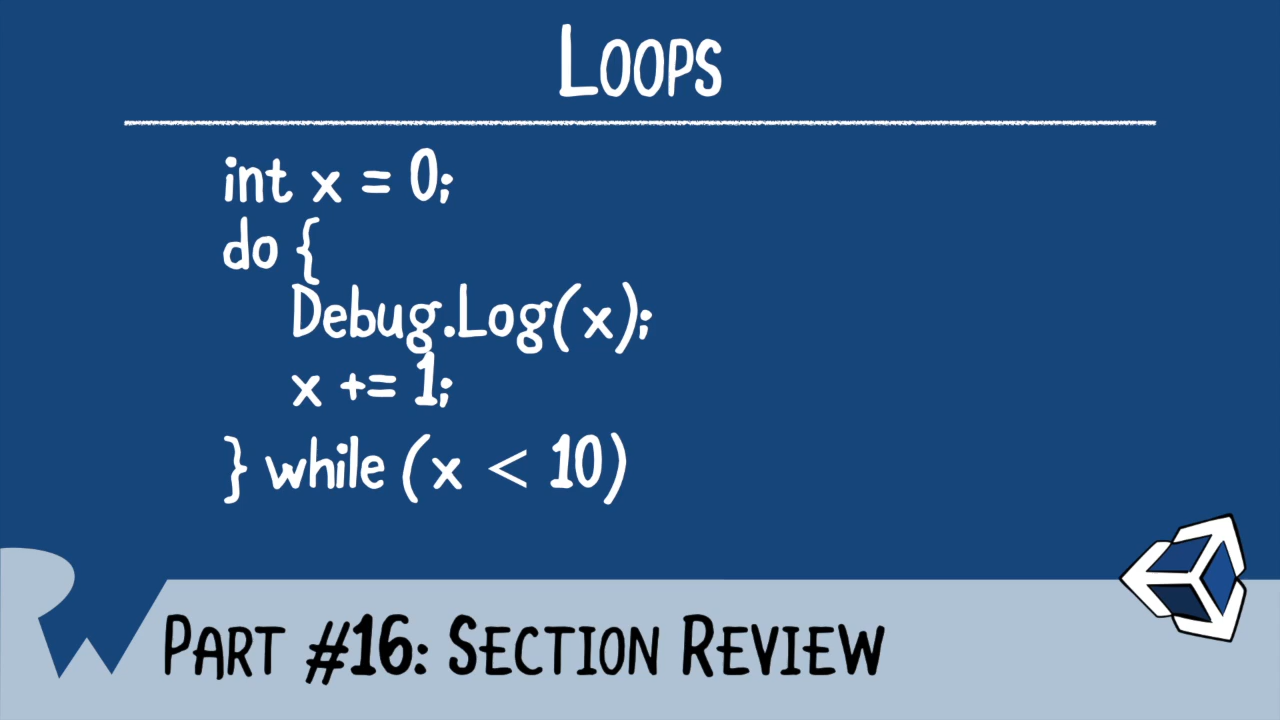 Loops
int x = 0;
do {
Debug.Log(x);
x += 1;
} while (x < 10)
Part #16: Section Review